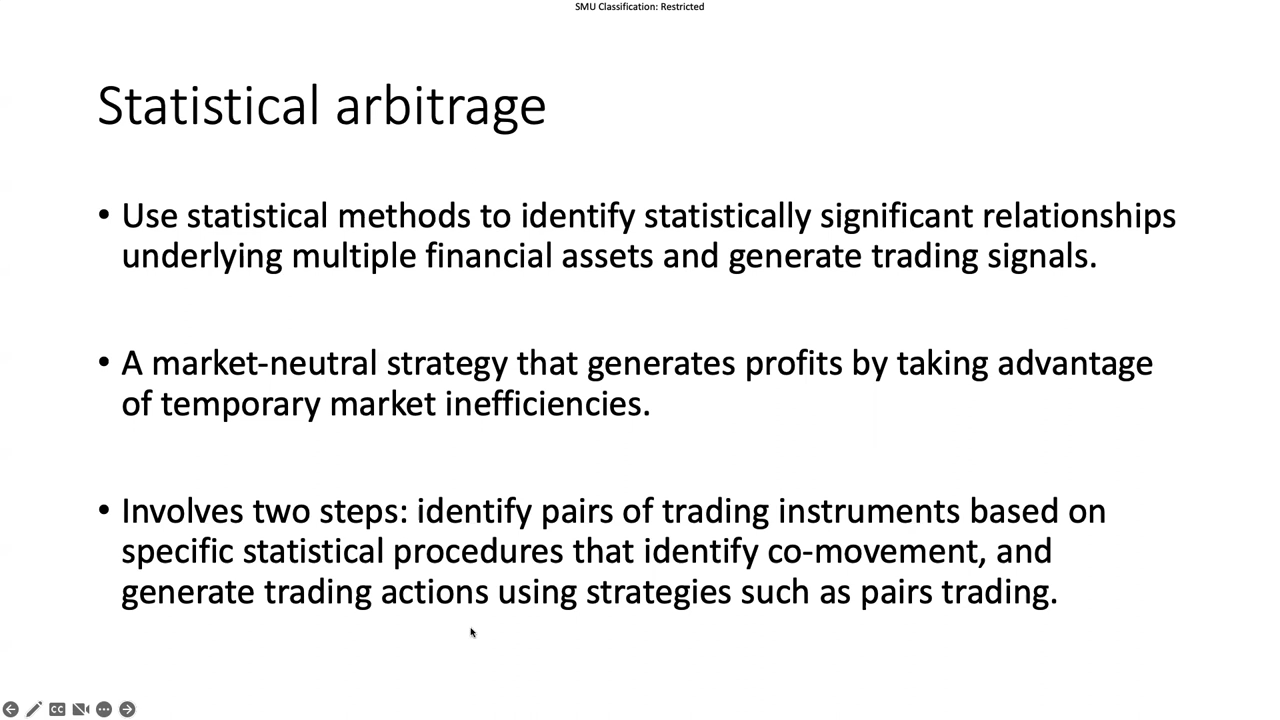 SMU Classification: Restricted
Statistical arbitrage
• Use statistical methods to identify statistically significant relationships
underlying multiple financial assets and generate trading signals.
• A market-neutral strategy that generates profits by taking advantage
of temporary market inefficiencies.
• Involves two steps: identify pairs of trading instruments based on
specific statistical procedures that identify co-movement, and
generate trading actions using strategies such as pairs trading.
CC